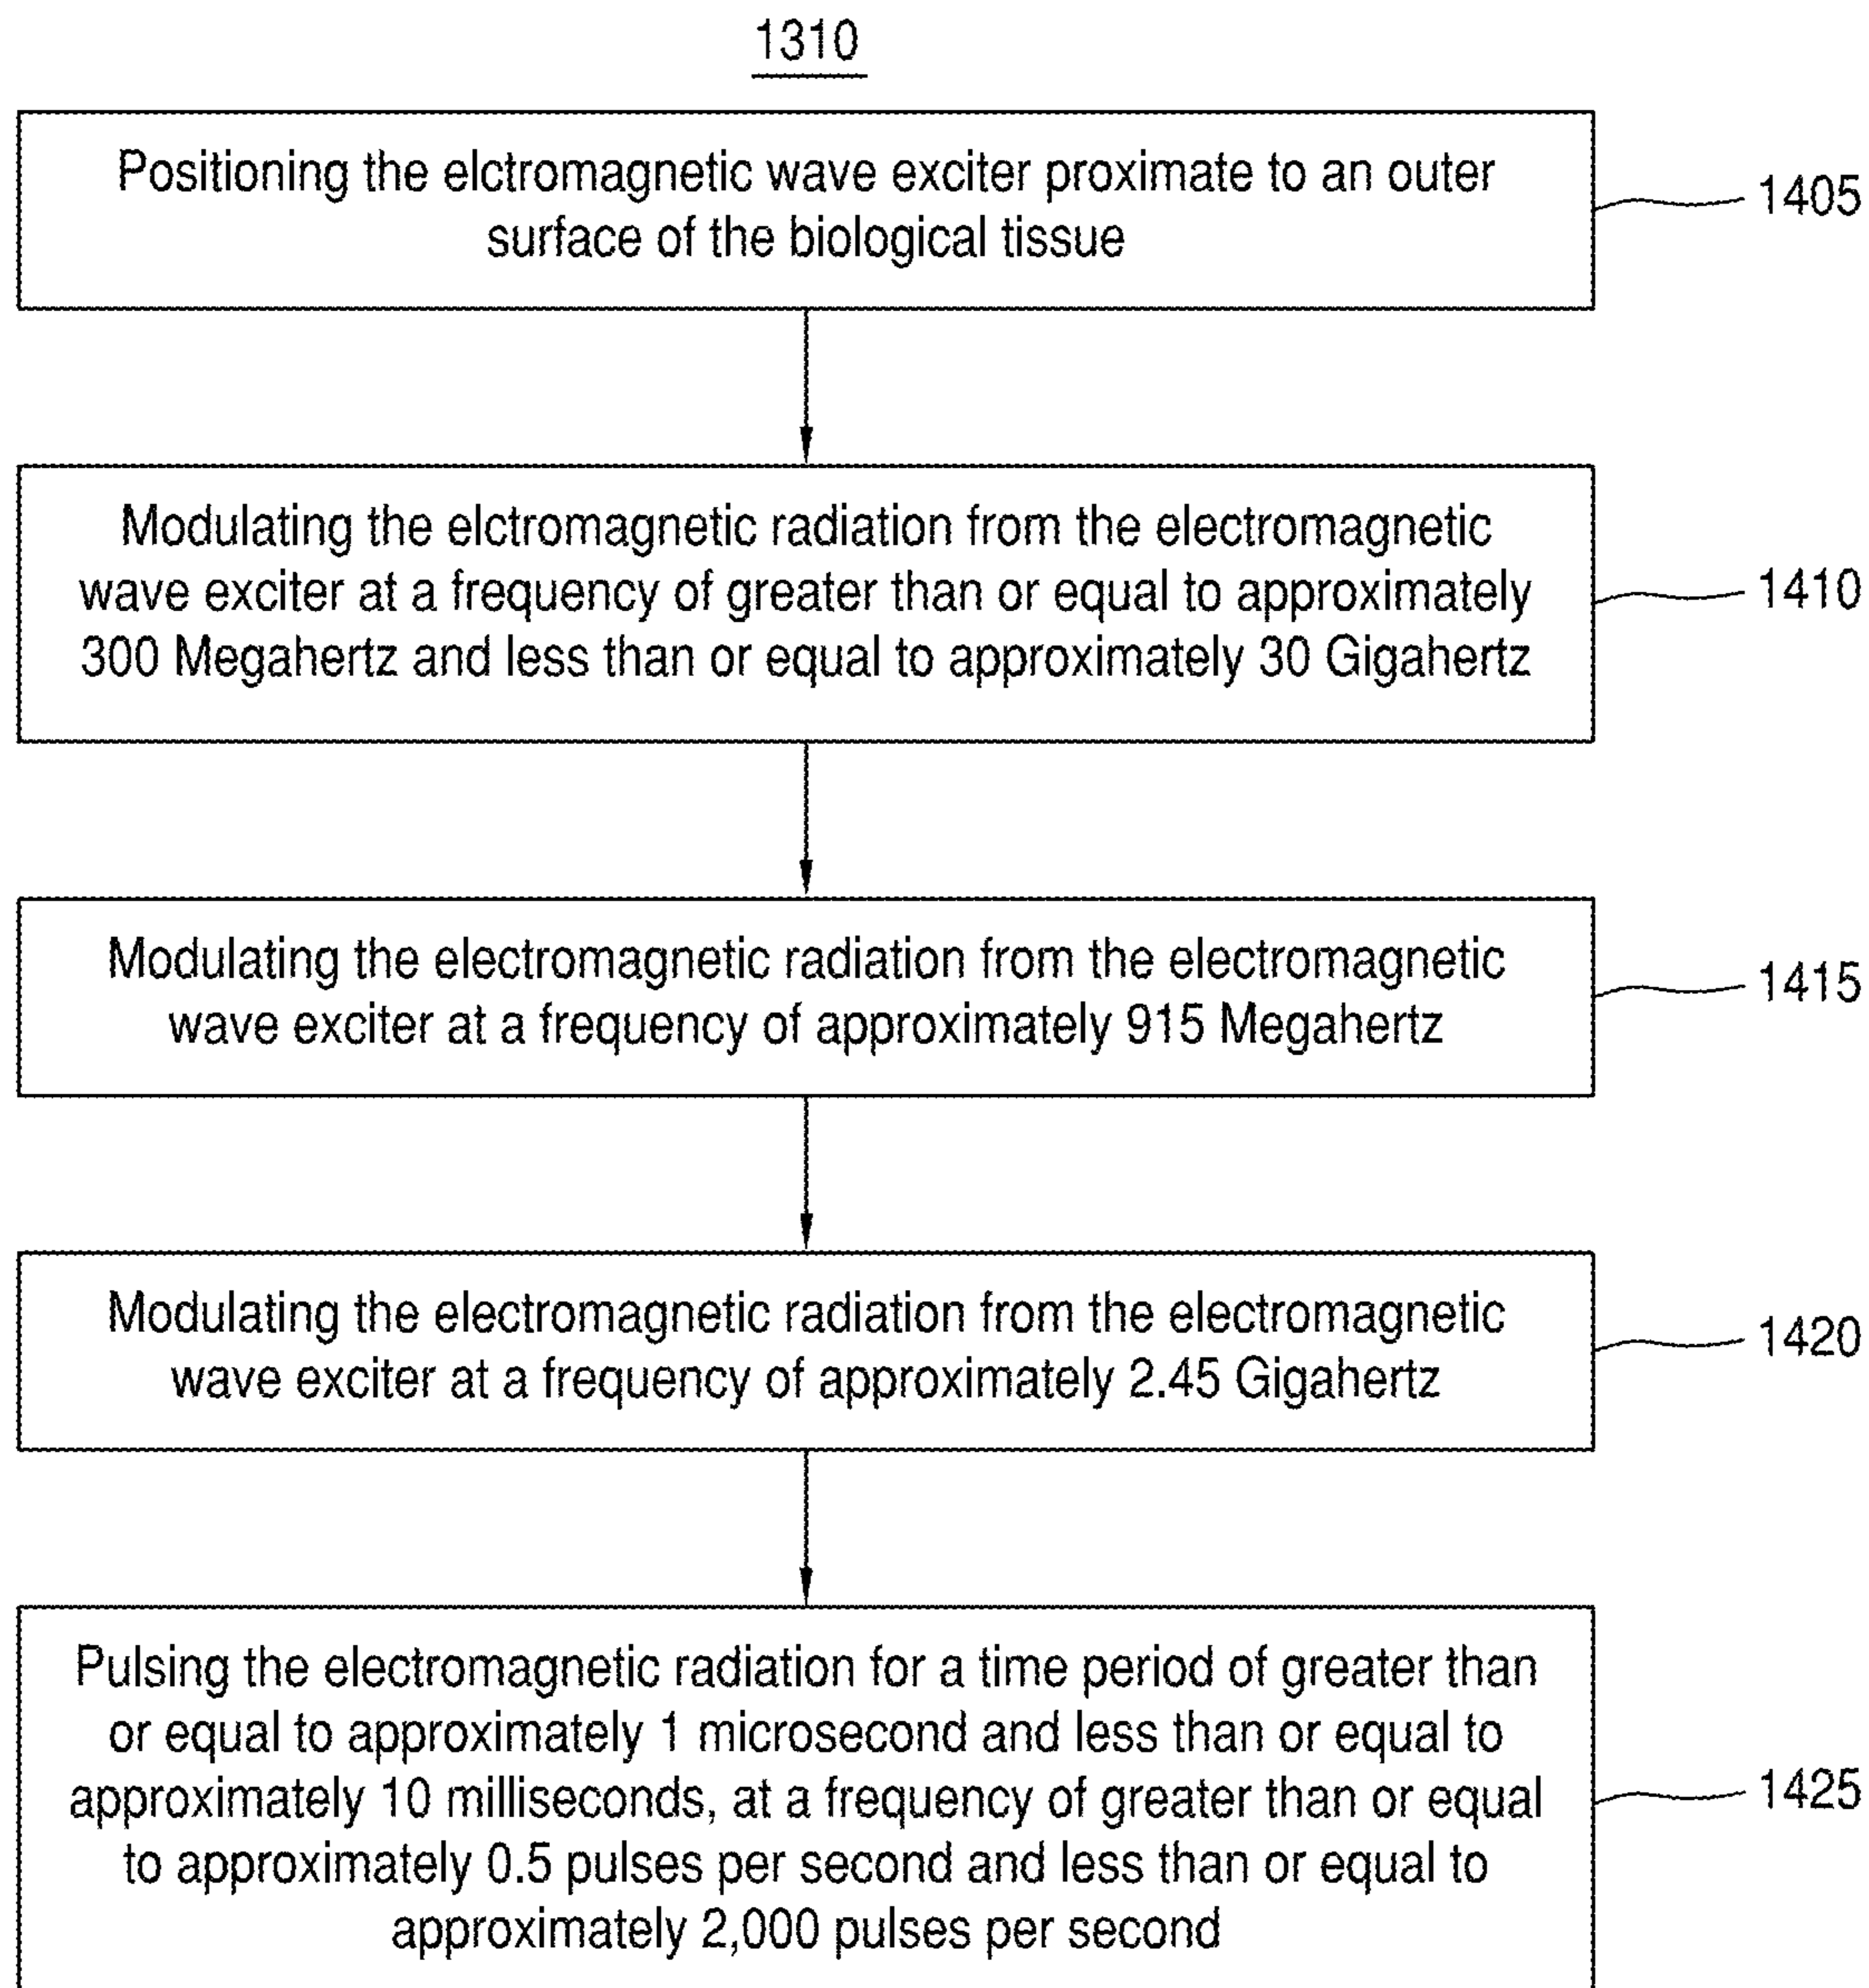 1310
Positioning the elctromagnetic wave exciter proximate to an outer
surface of the biological tissue
1405
Modulating the elctromagnetic radiation from the electromagnetic
wave exciter at a frequency of greater than or equal to approximately
300 Megahertz and less than or equal to approximately 30 Gigahertz
1410
Modulating the electromagnetic radiation from the electromagnetic
wave exciter at a frequency of approximately 915 Megahertz
1415
Modulating the electromagnetic radiation from the electromagnetic
wave exciter at a frequency of approximately 2.45 Gigahertz
1420
Pulsing the electromagnetic radiation for a time period of greater than
or equal to approximately 1 microsecond and less than or equal to
approximately 10 milliseconds, at a frequency of greater than or equal
to approximately 0.5 pulses per second and less than or equal to
approximately 2,000 pulses per second
1425